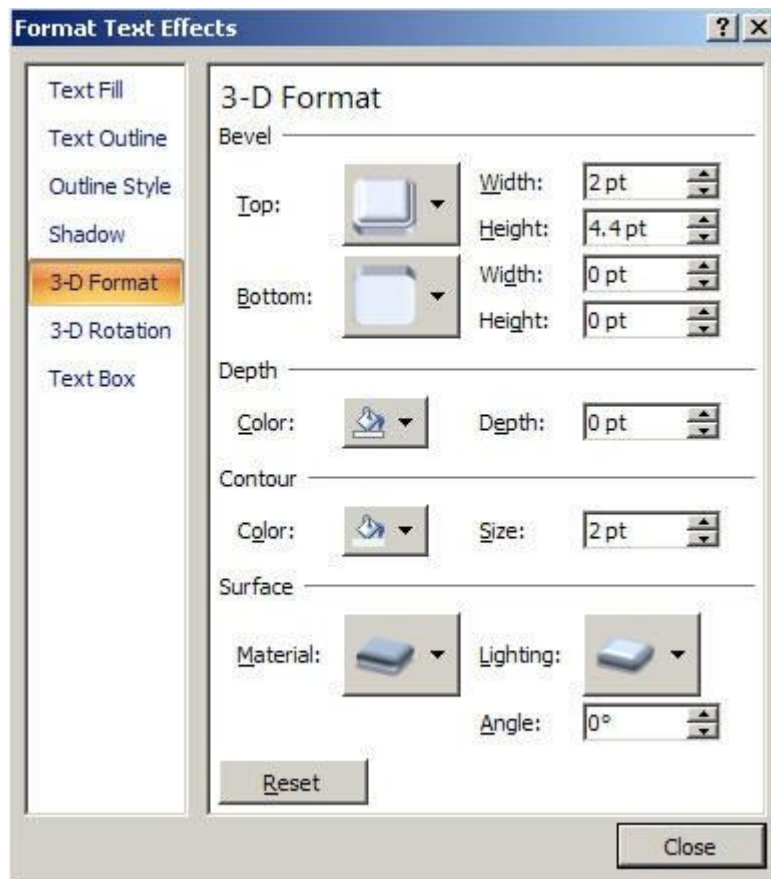 Format Text Effects
Text Fill
Text Outline
Outline Style
Shadow
3-D Format
3-D Rotation
Text Box
3-D Format
Bevel
Top:
Width: 2 pt
Height: 4.4 pt
Bottom:
Width: 0 pt
Height: 0 pt
Depth
Color: Depth: 0 pt
Contour
Color: Size: 2 pt
Surface
Material: Lighting:
Angle: 0°
Reset
Close